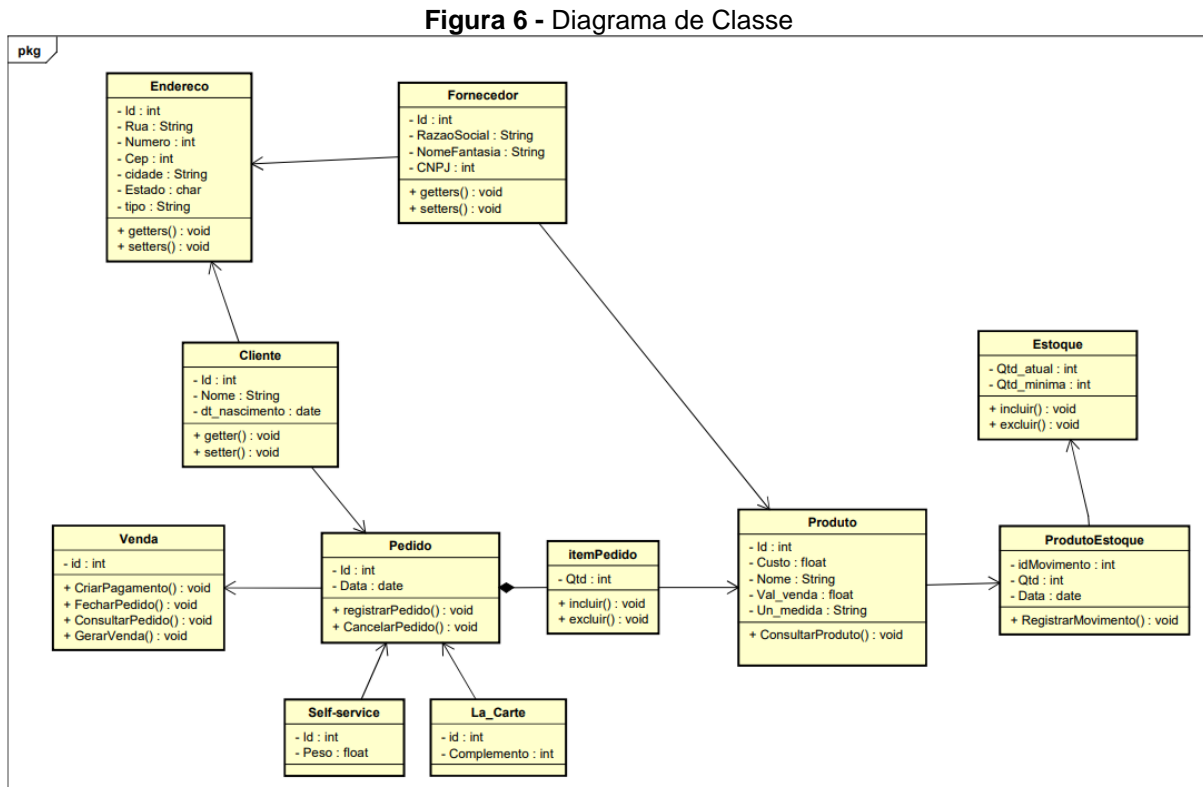 Figura 6 - Diagrama de Classe
pkg
Endereco
- Id : int
- Rua : String
- Numero : int
- Cep : int
- cidade : String
- Estado : char
- tipo : String
+ getters() : void
+ setters() : void
Fornecedor
- Id : int
- RazaoSocial : String
- NomeFantasia : String
- CNPJ : int
+ getters() : void
+ setters() : void
Cliente
- Id : int
- Nome : String
- dt_nascimento : date
+ getter() : void
+ setter() : void
Estoque
- Qtd_atual : int
- Qtd_minima : int
+ incluir() : void
+ excluir() : void
Venda
- id : int
+ CriarPagamento() : void
+ FecharPedido() : void
+ ConsultarPedido() : void
+ GerarVenda() : void
Pedido
- Id : int
- Data : date
+ registrarPedido() : void
+ CancelarPedido() : void
itemPedido
- Qtd : int
+ incluir() : void
+ excluir() : void
Produto
- Id : int
- Custo : float
- Nome : String
- Val_venda : float
- Un_medida : String
+ ConsultarProduto() : void
ProdutoEstoque
- idMovimento : int
- Qtd : int
- Data : date
+ RegistrarMovimento() : void
Self-service
- Id : int
- Peso : float
La_Carte
- id : int
- Complemento : int